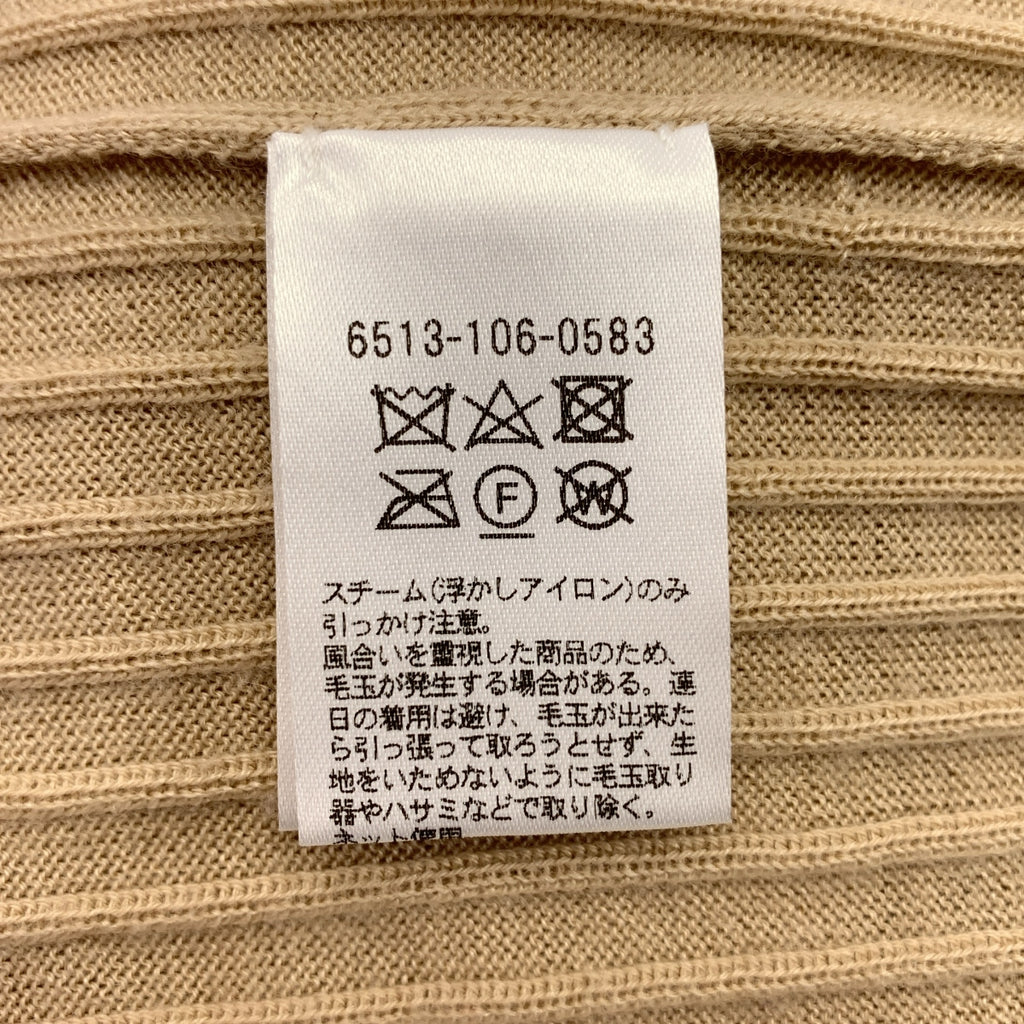 6513-106-0583
F
W
スチーム(浮かしアイロン)のみ
引っかけ注意。
風合いを重視した商品のため、
毛玉が発生する場合がある。連
日の着用は避け、毛玉が出来た
ら引っ張って取ろうとせず、生
地をいためないように毛玉取り
器やハサミなどで取り除く。
ネット使用